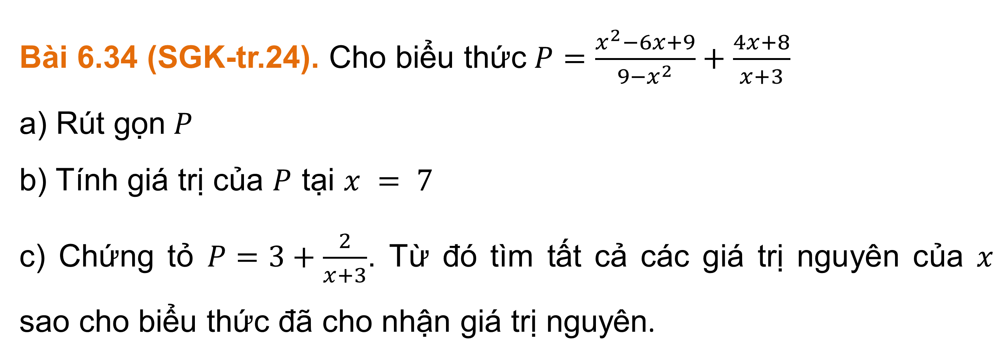 Bài 6.34 (SGK-tr.24). Cho biểu thức P = \frac{x^2-6x+9}{9-x^2} + \frac{4x+8}{x+3}
a) Rút gọn P
b) Tính giá trị của P tại x = 7
c) Chứng tỏ P = 3 + \frac{2}{x+3}. Từ đó tìm tất cả các giá trị nguyên của x
sao cho biểu thức đã cho nhận giá trị nguyên.